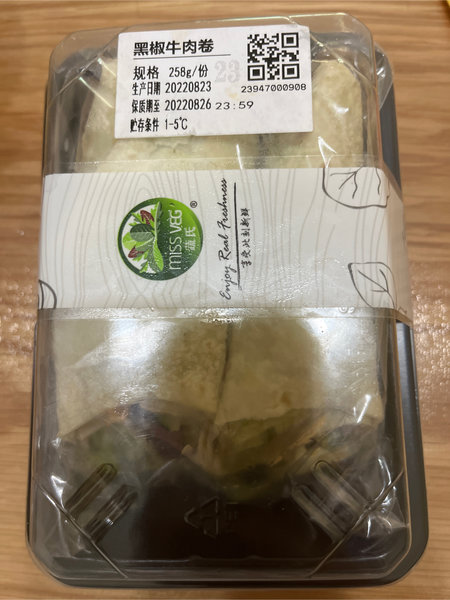 黑椒牛肉卷
规格 258g/份 23
生产日期 20220823
保质期至 20220826 23:59
贮存条件 1-5℃
23947000908
MISS VEG
蔬氏
®
Enjoy Real Freshness
享受此刻新鲜